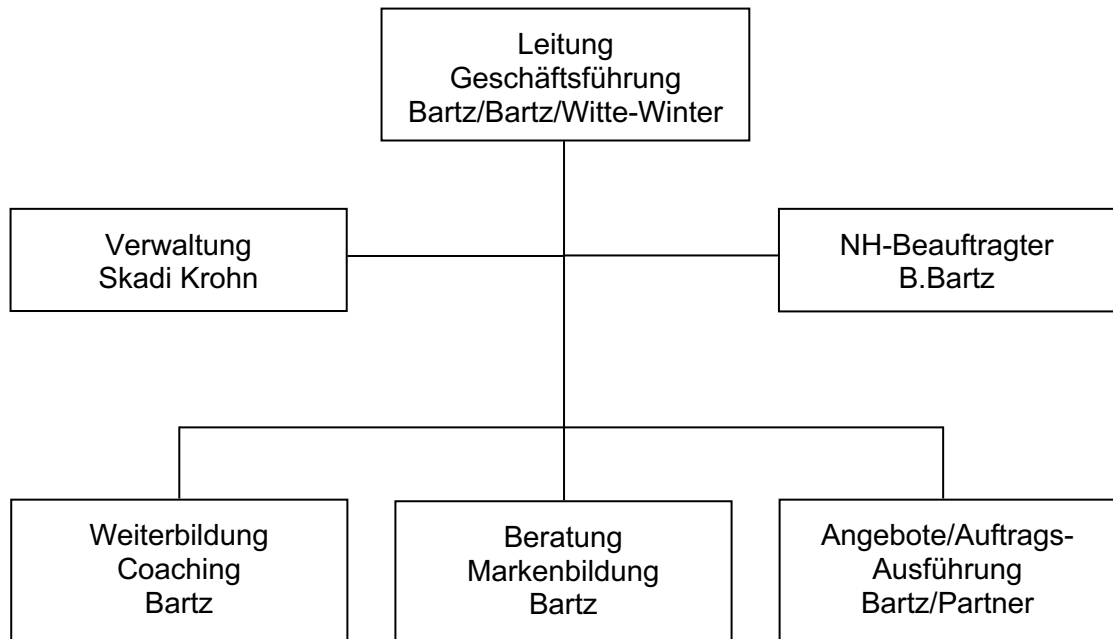 Leitung
Geschäftsführung
Bartz/Bartz/Witte-Winter
Verwaltung
Skadi Krohn
NH-Beauftragter
B.Bartz
Weiterbildung
Coaching
Bartz
Beratung
Markenbildung
Bartz
Angebote/Auftrags-
Ausführung
Bartz/Partner